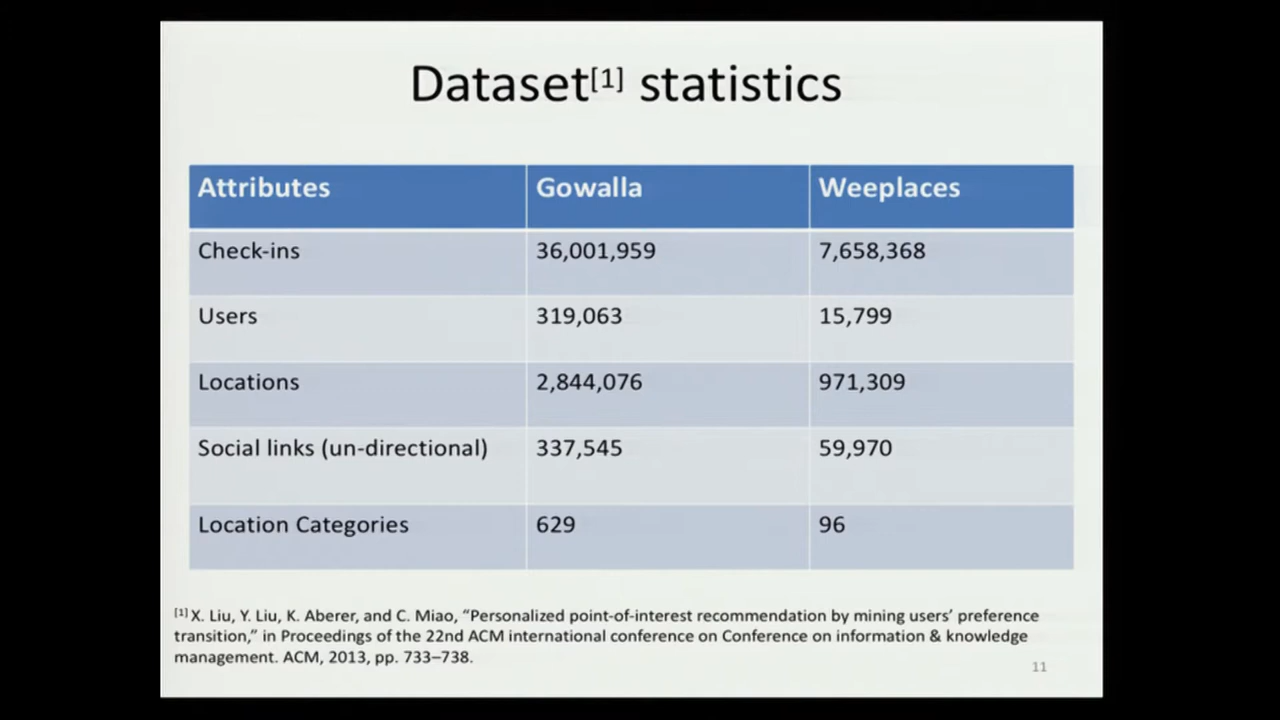 Dataset[1] statistics
Attributes Gowalla Weeplaces
Check-ins 36,001,959 7,658,368
Users 319,063 15,799
Locations 2,844,076 971,309
Social links (un-directional) 337,545 59,970
Location Categories 629 96
[1] X. Liu, Y. Liu, K. Aberer, and C. Miao, “Personalized point-of-interest recommendation by mining users’ preference
transition,” in Proceedings of the 22nd ACM international conference on Conference on information & knowledge
management. ACM, 2013, pp. 733–738.
11